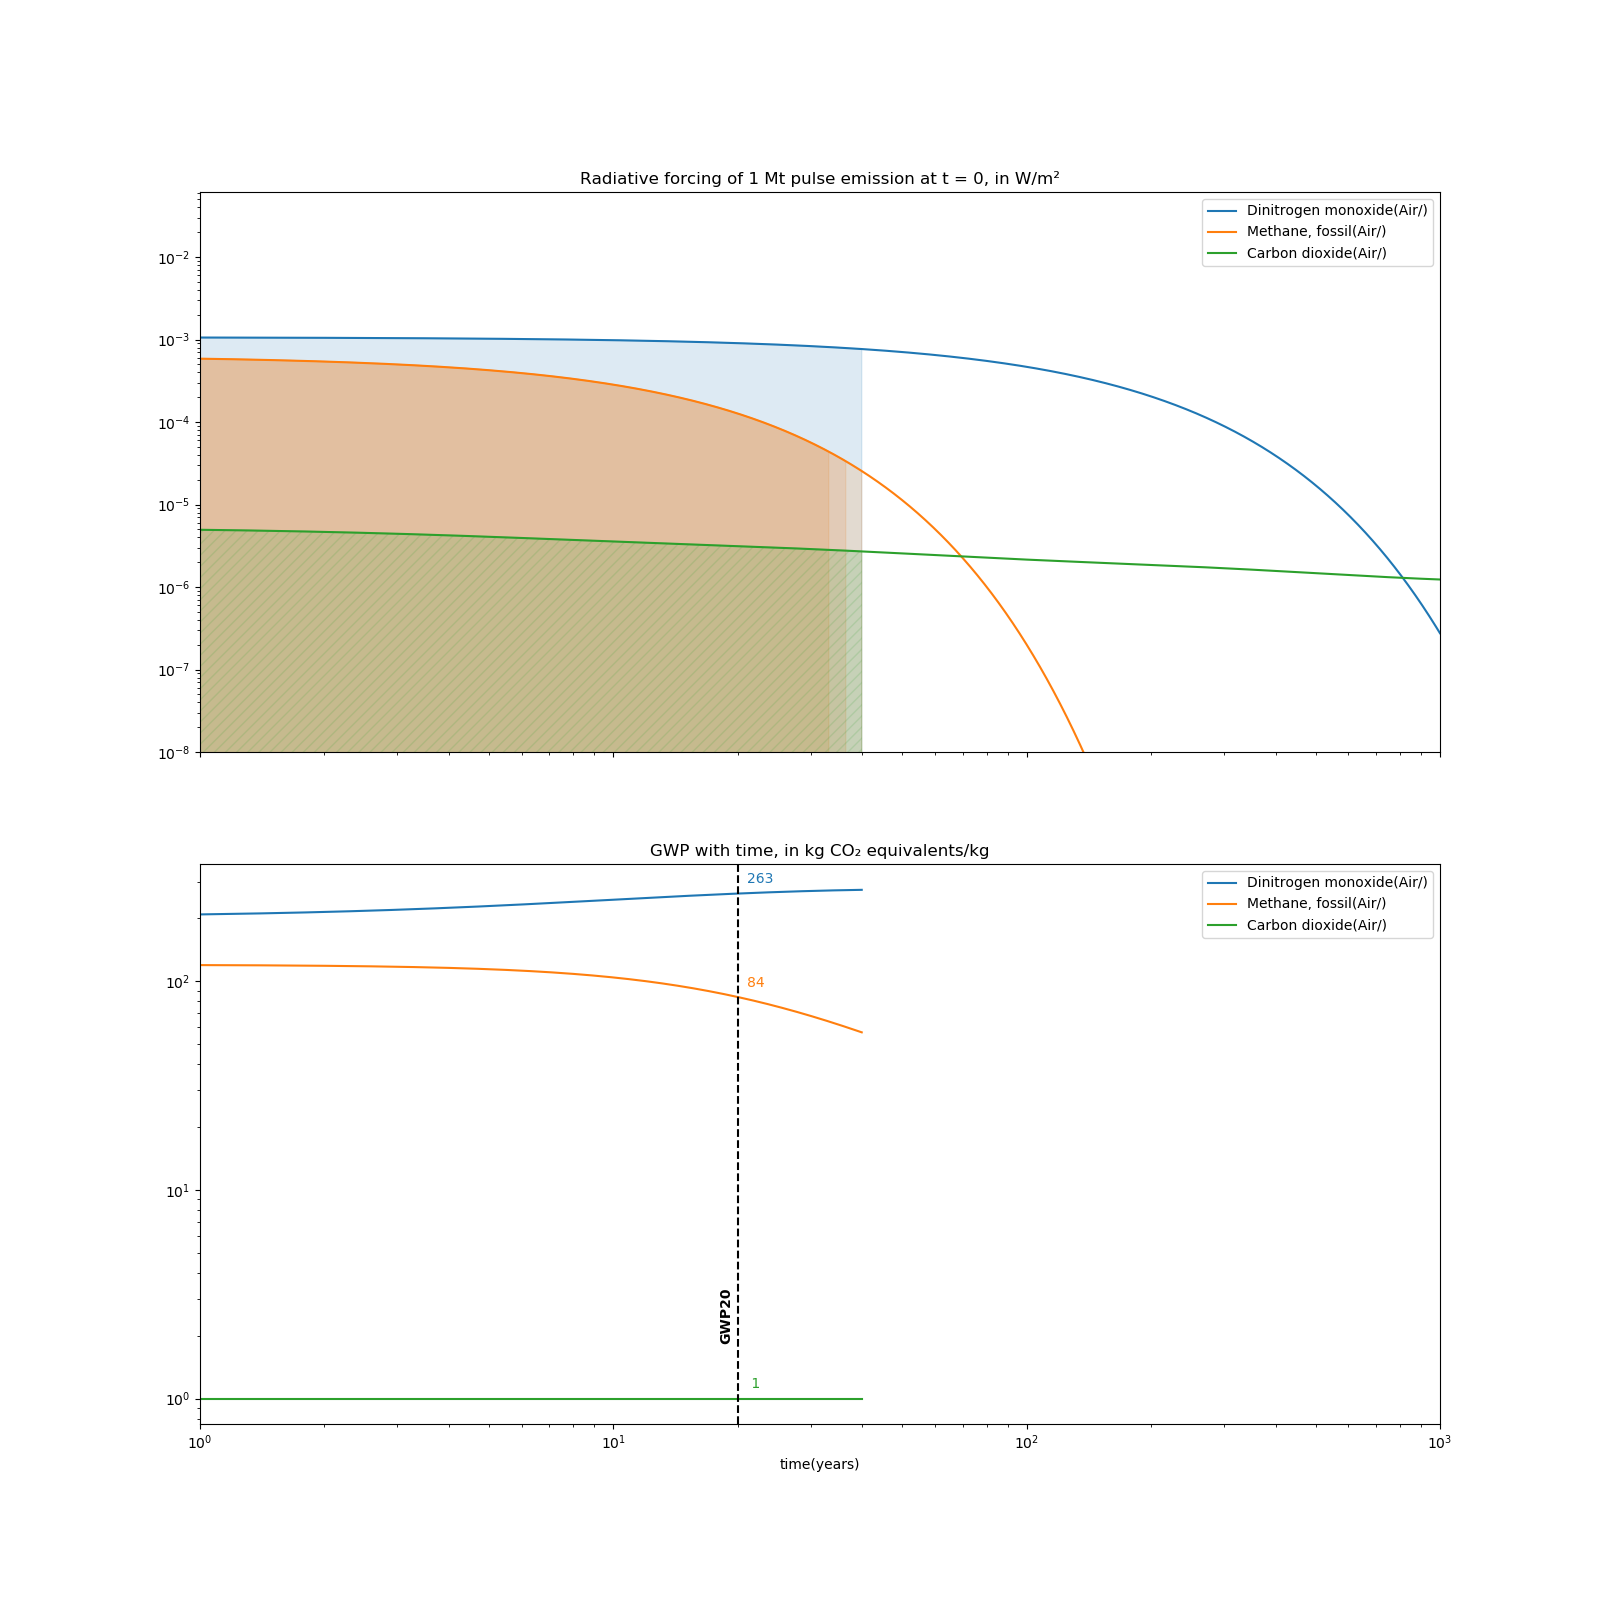 Radiative forcing of 1 Mt pulse emission at t = 0, in W/m²
Dinitrogen monoxide(Air/)
Methane, fossil(Air/)
Carbon dioxide(Air/)
10⁻²
10⁻³
10⁻⁴
10⁻⁵
10⁻⁶
10⁻⁷
10⁻⁸
GWP with time, in kg CO₂ equivalents/kg
263
Dinitrogen monoxide(Air/)
Methane, fossil(Air/)
Carbon dioxide(Air/)
10²
84
10¹
GWP20
1
10⁰
10⁰ 10¹ 10² 10³
time(years)